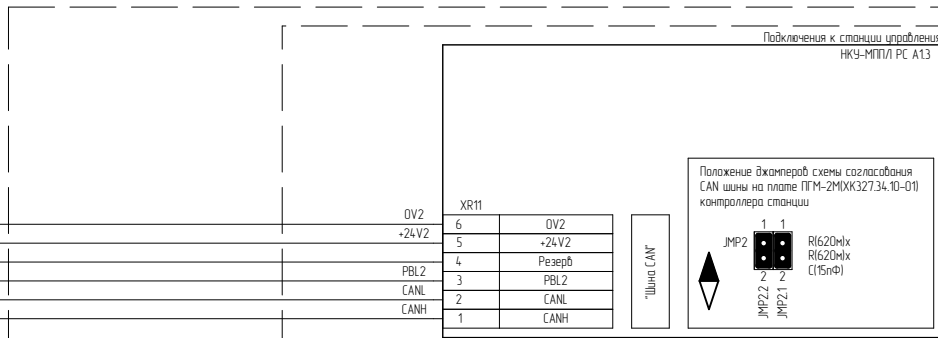 Подключения к станции управления
НКУ-МППЛ РС А1.3
Положение джамперов схемы согласования
CAN шины на плате ПГМ-2М(ХК327.34.10-01)
контроллера станции
JMP2
1 1
2 2
JMP2.2
JMP2.1
R(62Ом)х
R(62Ом)х
C(15пФ)
"Шина CAN"
XR11
0V2 6 0V2
+24V2 5 +24V2
4 Резерв
PBL2 3 PBL2
CANL 2 CANL
CANH 1 CANH